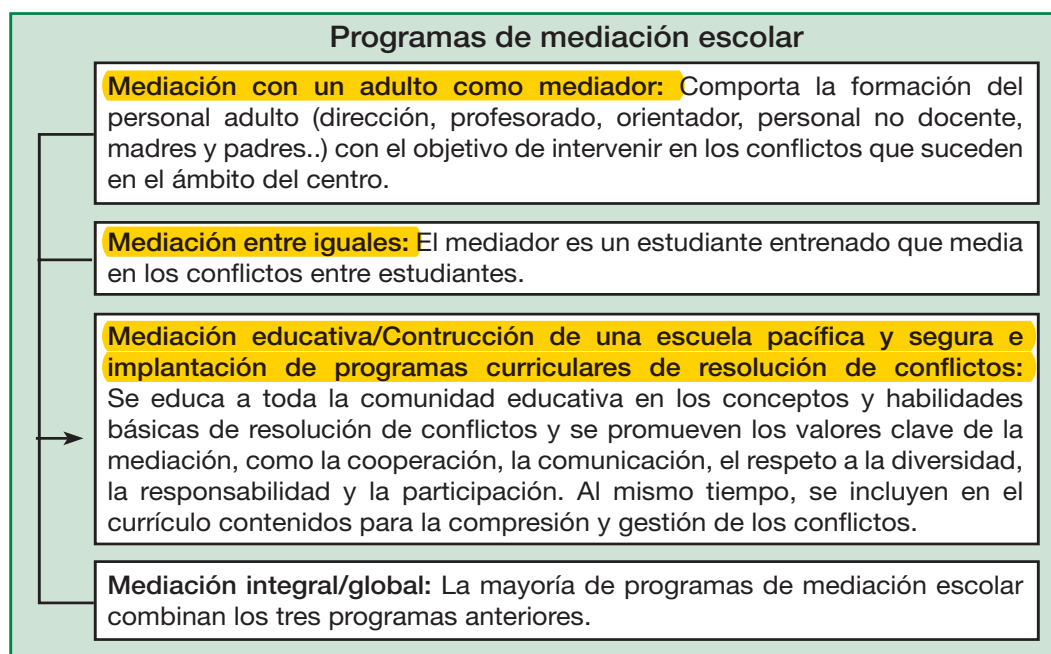 Programas de mediación escolar
Mediación con un adulto como mediador: Comporta la formación del
personal adulto (dirección, profesorado, orientador, personal no docente,
madres y padres..) con el objetivo de intervenir en los conflictos que suceden
en el ámbito del centro.
Mediación entre iguales: El mediador es un estudiante entrenado que media
en los conflictos entre estudiantes.
Mediación educativa/Contrucción de una escuela pacífica y segura e
implantación de programas curriculares de resolución de conflictos:
Se educa a toda la comunidad educativa en los conceptos y habilidades
básicas de resolución de conflictos y se promueven los valores clave de la
mediación, como la cooperación, la comunicación, el respeto a la diversidad,
la responsabilidad y la participación. Al mismo tiempo, se incluyen en el
currículo contenidos para la compresión y gestión de los conflictos.
Mediación integral/global: La mayoría de programas de mediación escolar
combinan los tres programas anteriores.